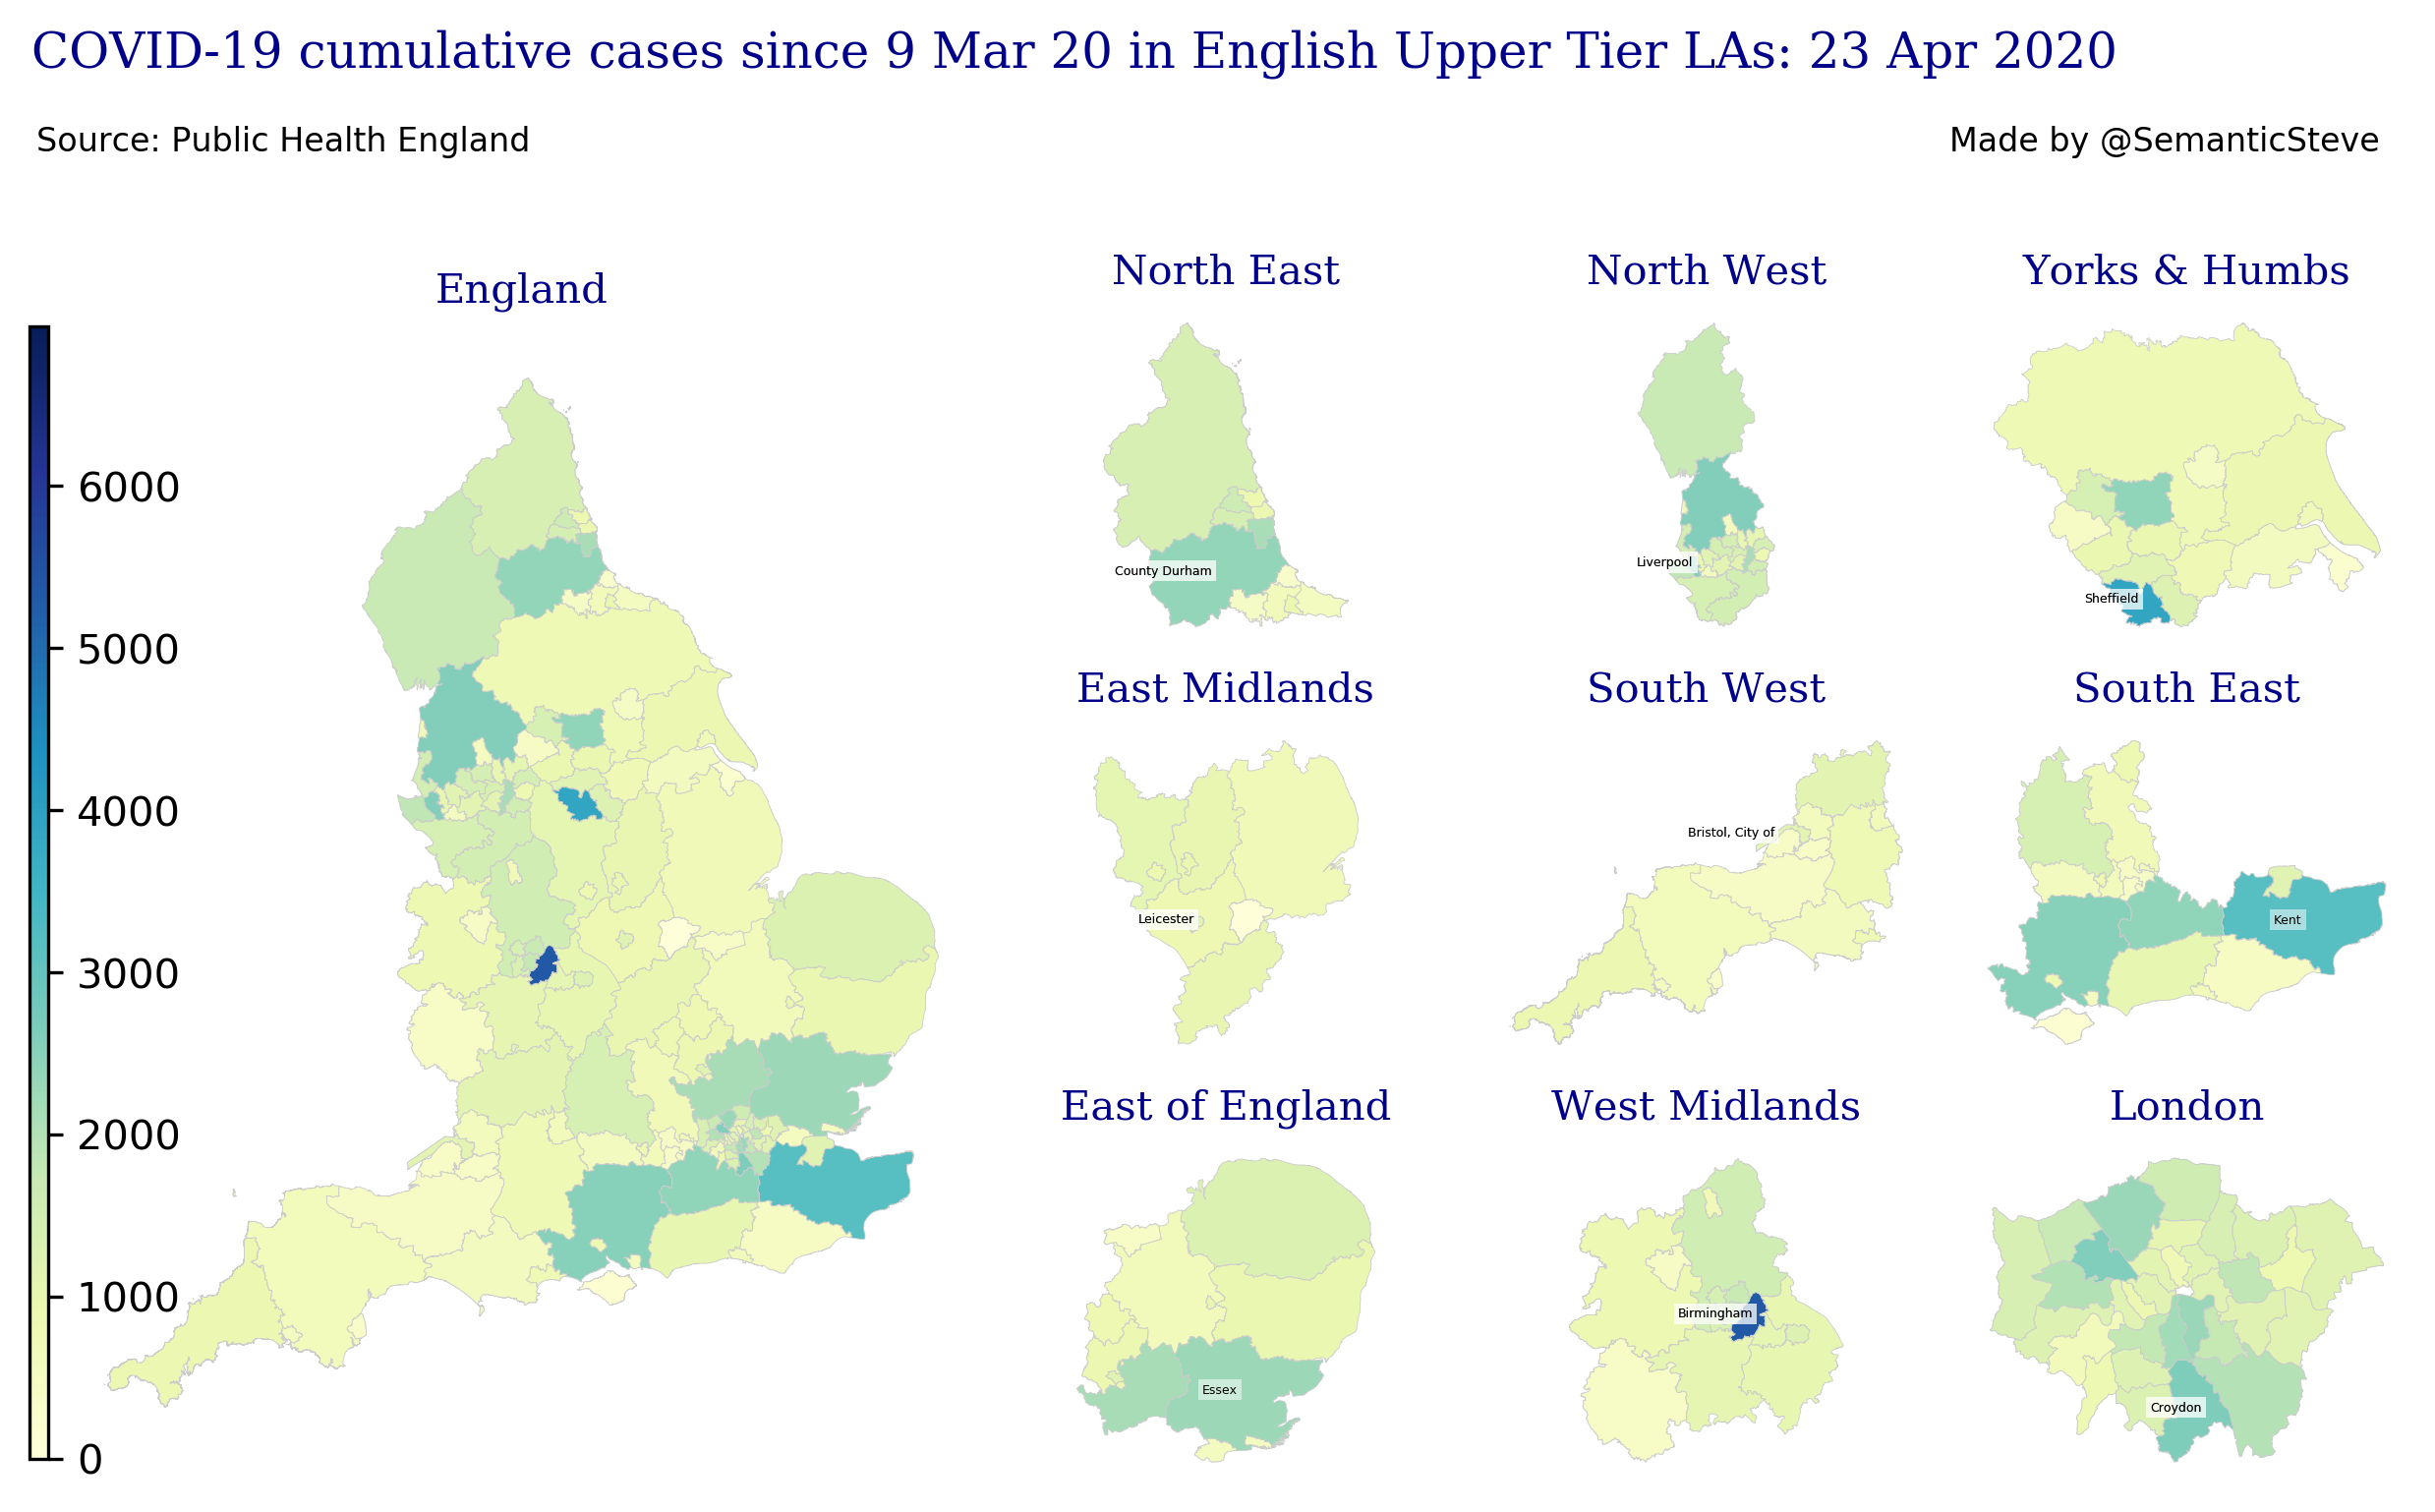 COVID-19 cumulative cases since 9 Mar 20 in English Upper Tier LAs: 23 Apr 2020
Source: Public Health England
Made by @SemanticSteve
England
North East
North West
Yorks & Humbs
6000
5000
4000
3000
2000
1000
0
County Durham
Liverpool
Sheffield
East Midlands
South West
South East
Leicester
Bristol, City of
Kent
East of England
West Midlands
London
Essex
Birmingham
Croydon